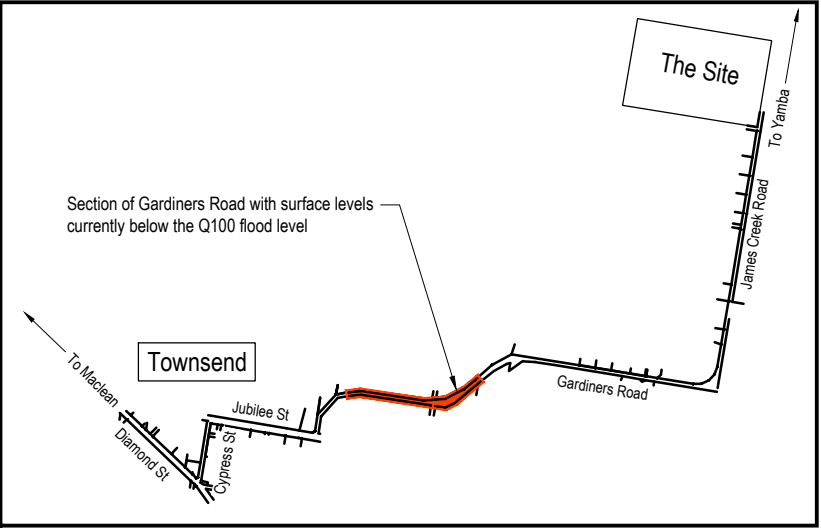 The Site
To Yamba
James Creek Road
Section of Gardiners Road with surface levels
currently below the Q100 flood level
To Maclean
Townsend
Jubilee St
Gardiners Road
Diamond St
Cypress St